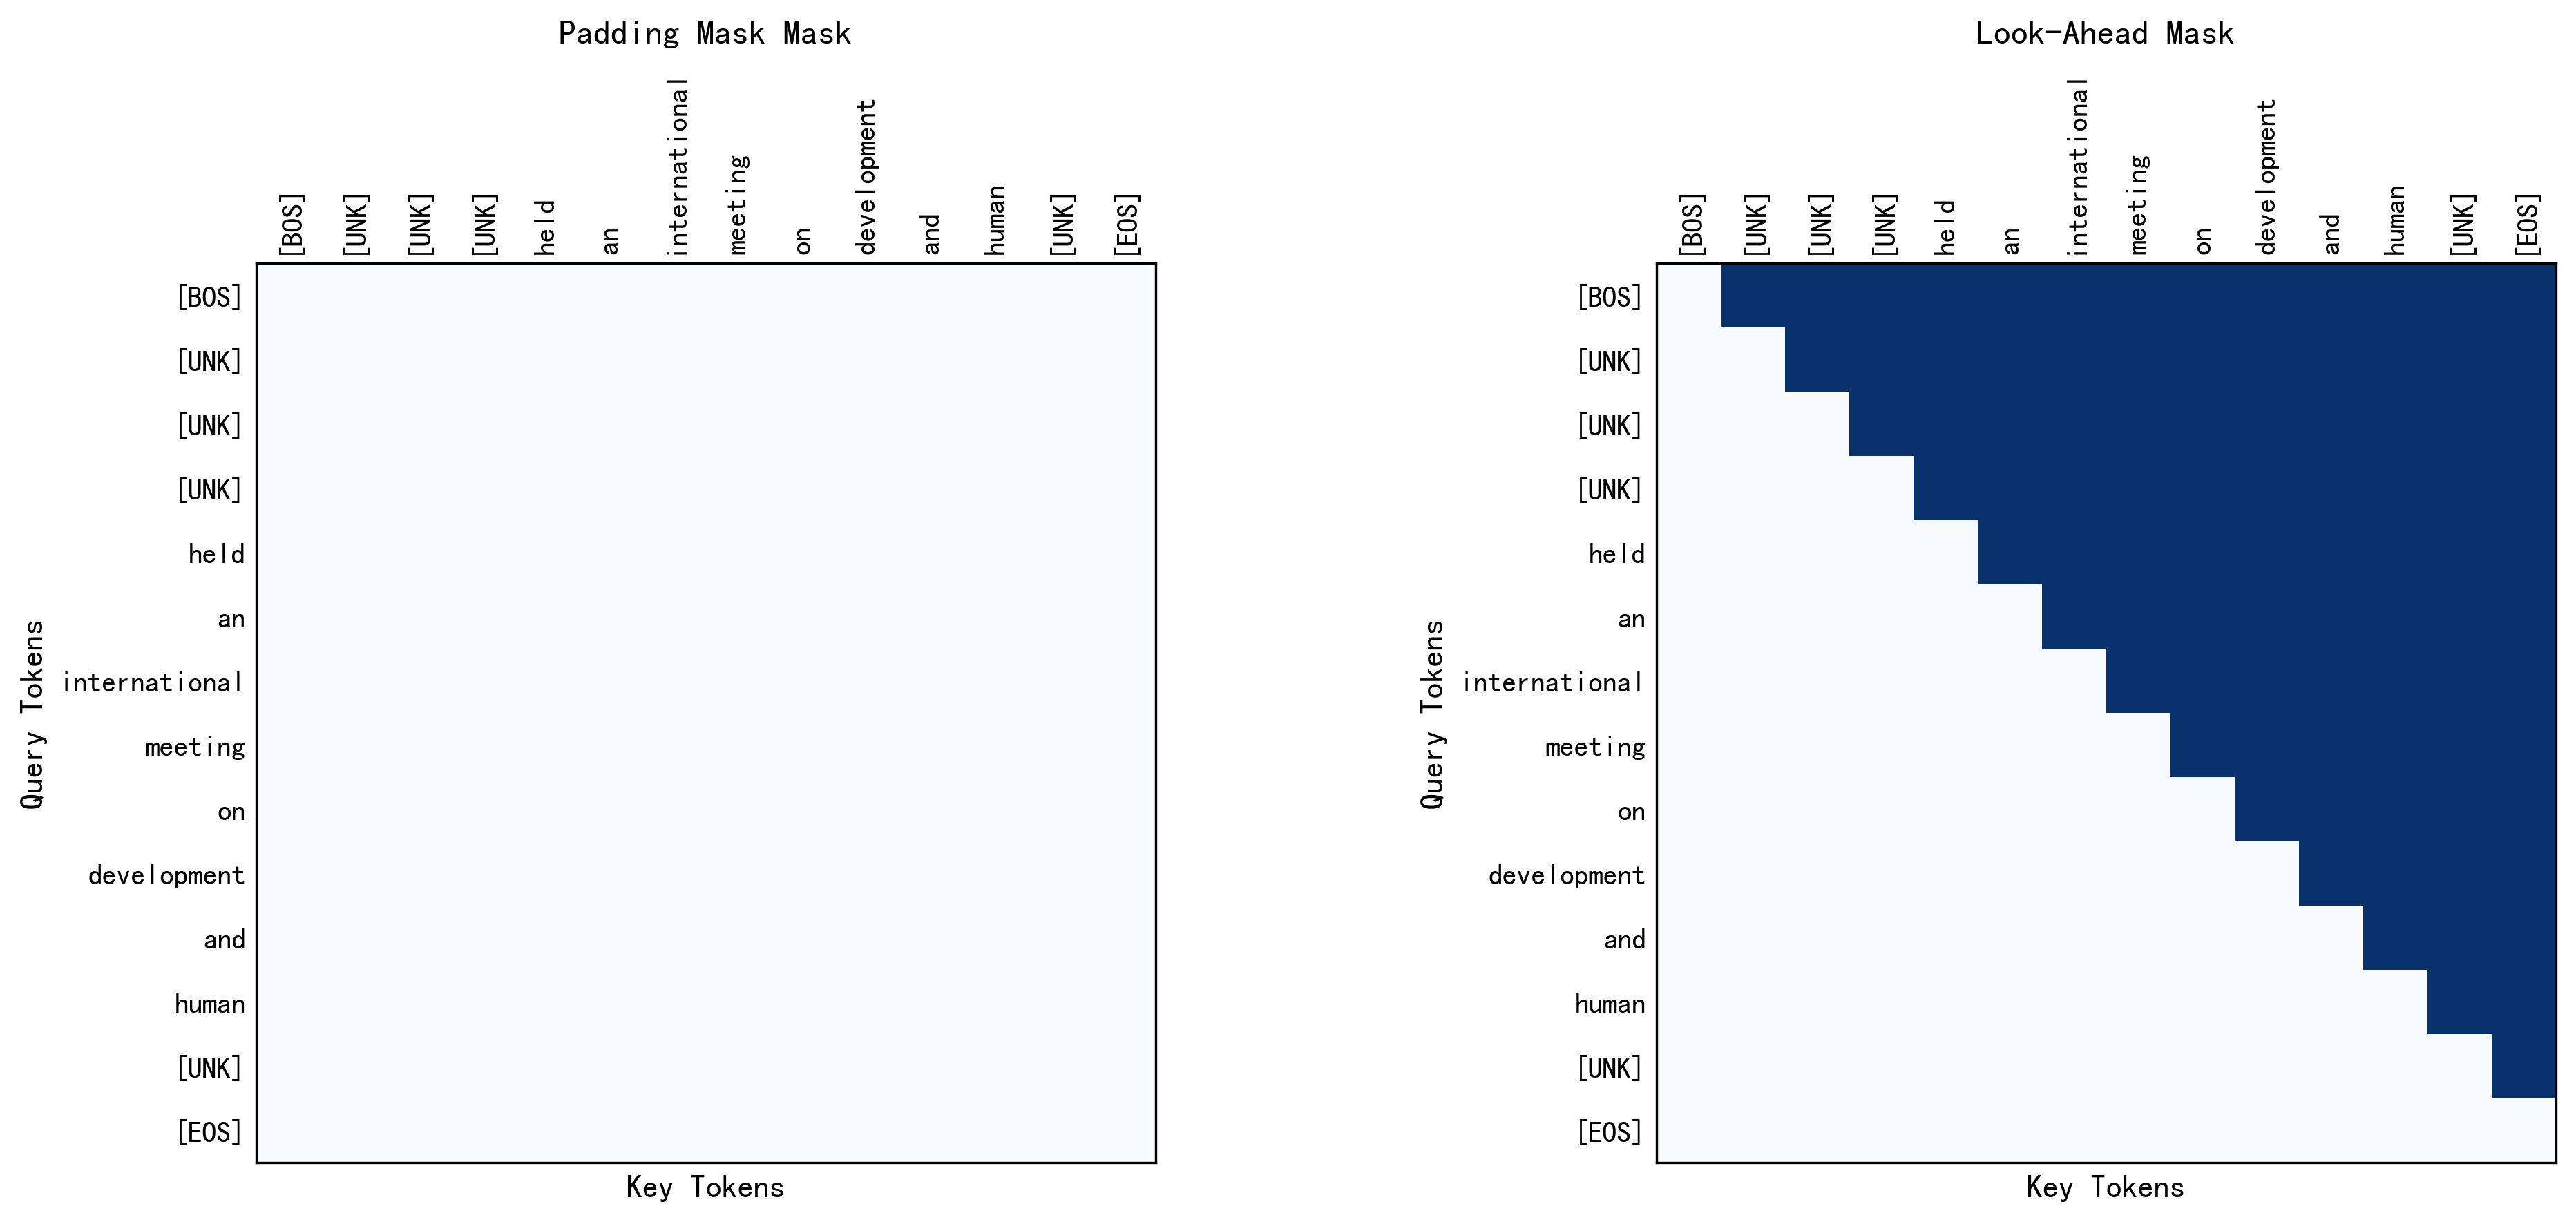 Padding Mask Mask
[BOS]
[UNK]
[UNK]
[UNK]
held
an
international
meeting
on
development
and
human
[UNK]
[EOS]
Query Tokens
[BOS]
[UNK]
[UNK]
[UNK]
held
an
international
meeting
on
development
and
human
[UNK]
[EOS]
Key Tokens
Look-Ahead Mask
[BOS]
[UNK]
[UNK]
[UNK]
held
an
international
meeting
on
development
and
human
[UNK]
[EOS]
Query Tokens
[BOS]
[UNK]
[UNK]
[UNK]
held
an
international
meeting
on
development
and
human
[UNK]
[EOS]
Key Tokens